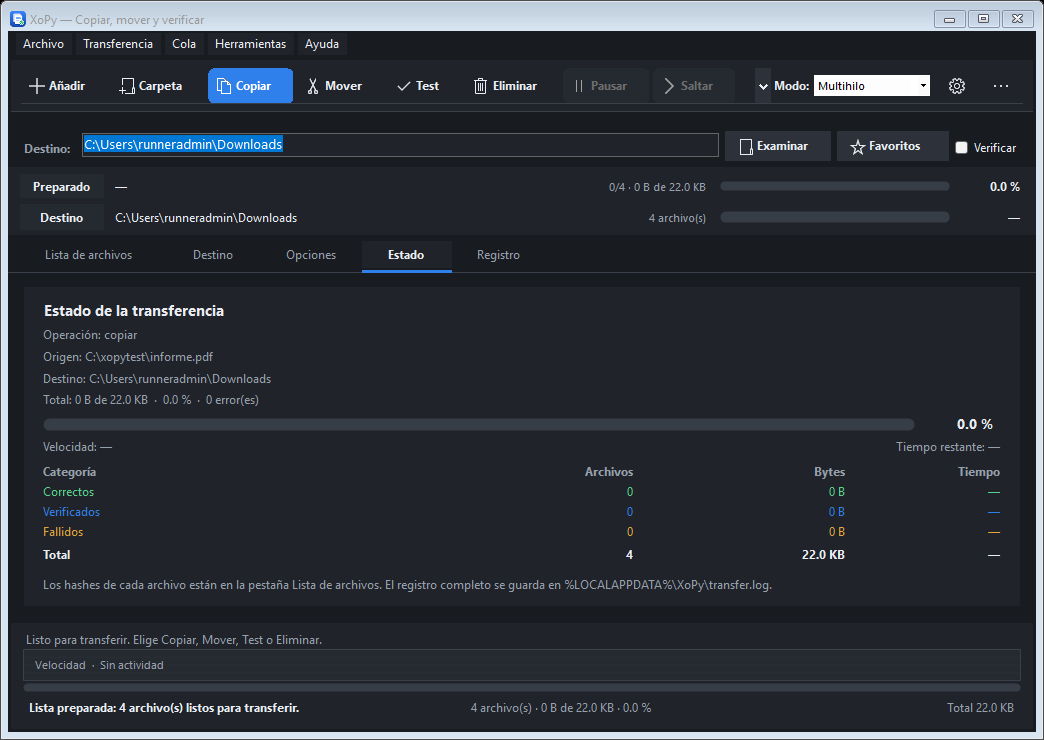 XoPy — Copiar, mover y verificar
Archivo Transferencia Cola Herramientas Ayuda
Añadir Carpeta Copiar Mover Test Eliminar Pausar Saltar Modo: Multihilo ...
Destino: C:\Users\runneradmin\Downloads Examinar Favoritos Verificar
Preparado — 0/4 · 0 B de 22.0 KB 0.0 %
Destino C:\Users\runneradmin\Downloads 4 archivo(s) —
Lista de archivos Destino Opciones Estado Registro
Estado de la transferencia
Operación: copiar
Origen: C:\xopytest\informe.pdf
Destino: C:\Users\runneradmin\Downloads
Total: 0 B de 22.0 KB · 0.0 % · 0 error(es)
0.0 %
Velocidad: — Tiempo restante: —
Categoría Archivos Bytes Tiempo
Correctos 0 0 B —
Verificados 0 0 B —
Fallidos 0 0 B —
Total 4 22.0 KB —
Los hashes de cada archivo están en la pestaña Lista de archivos. El registro completo se guarda en %LOCALAPPDATA%\XoPy\transfer.log.
Listo para transferir. Elige Copiar, Mover, Test o Eliminar.
Velocidad · Sin actividad
Lista preparada: 4 archivo(s) listos para transferir. 4 archivo(s) · 0 B de 22.0 KB · 0.0 % Total 22.0 KB